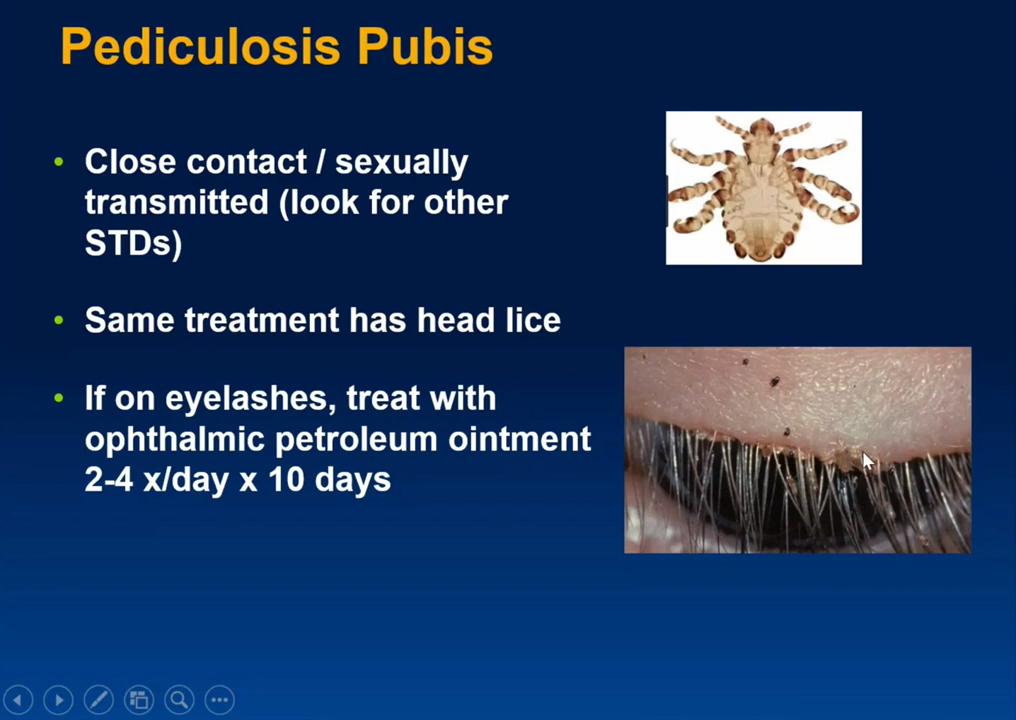 Pediculosis Pubis
• Close contact / sexually
transmitted (look for other
STDs)
• Same treatment has head lice
• If on eyelashes, treat with
ophthalmic petroleum ointment
2-4 x/day x 10 days